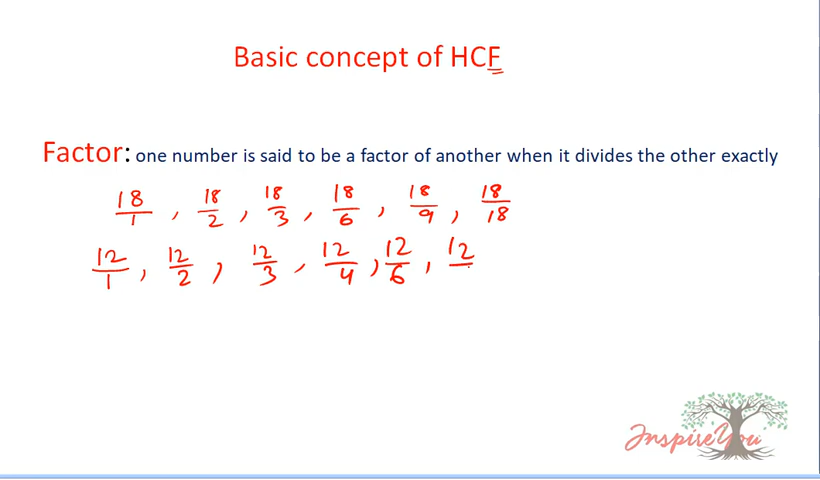 Basic concept of HCF
Factor: one number is said to be a factor of another when it divides the other exactly
18/1 , 18/2 , 18/3 , 18/6 , 18/9 , 18/18
12/1 , 12/2 , 12/3 , 12/4 , 12/6 , 12/
InspireYou